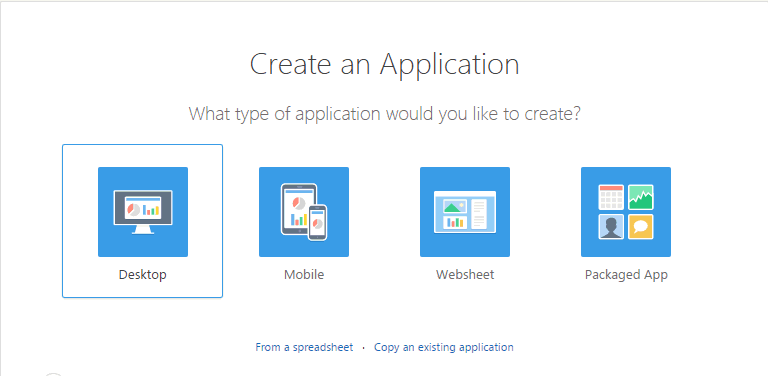 Create an Application
What type of application would you like to create?
Desktop
Mobile
Websheet
Packaged App
From a spreadsheet · Copy an existing application